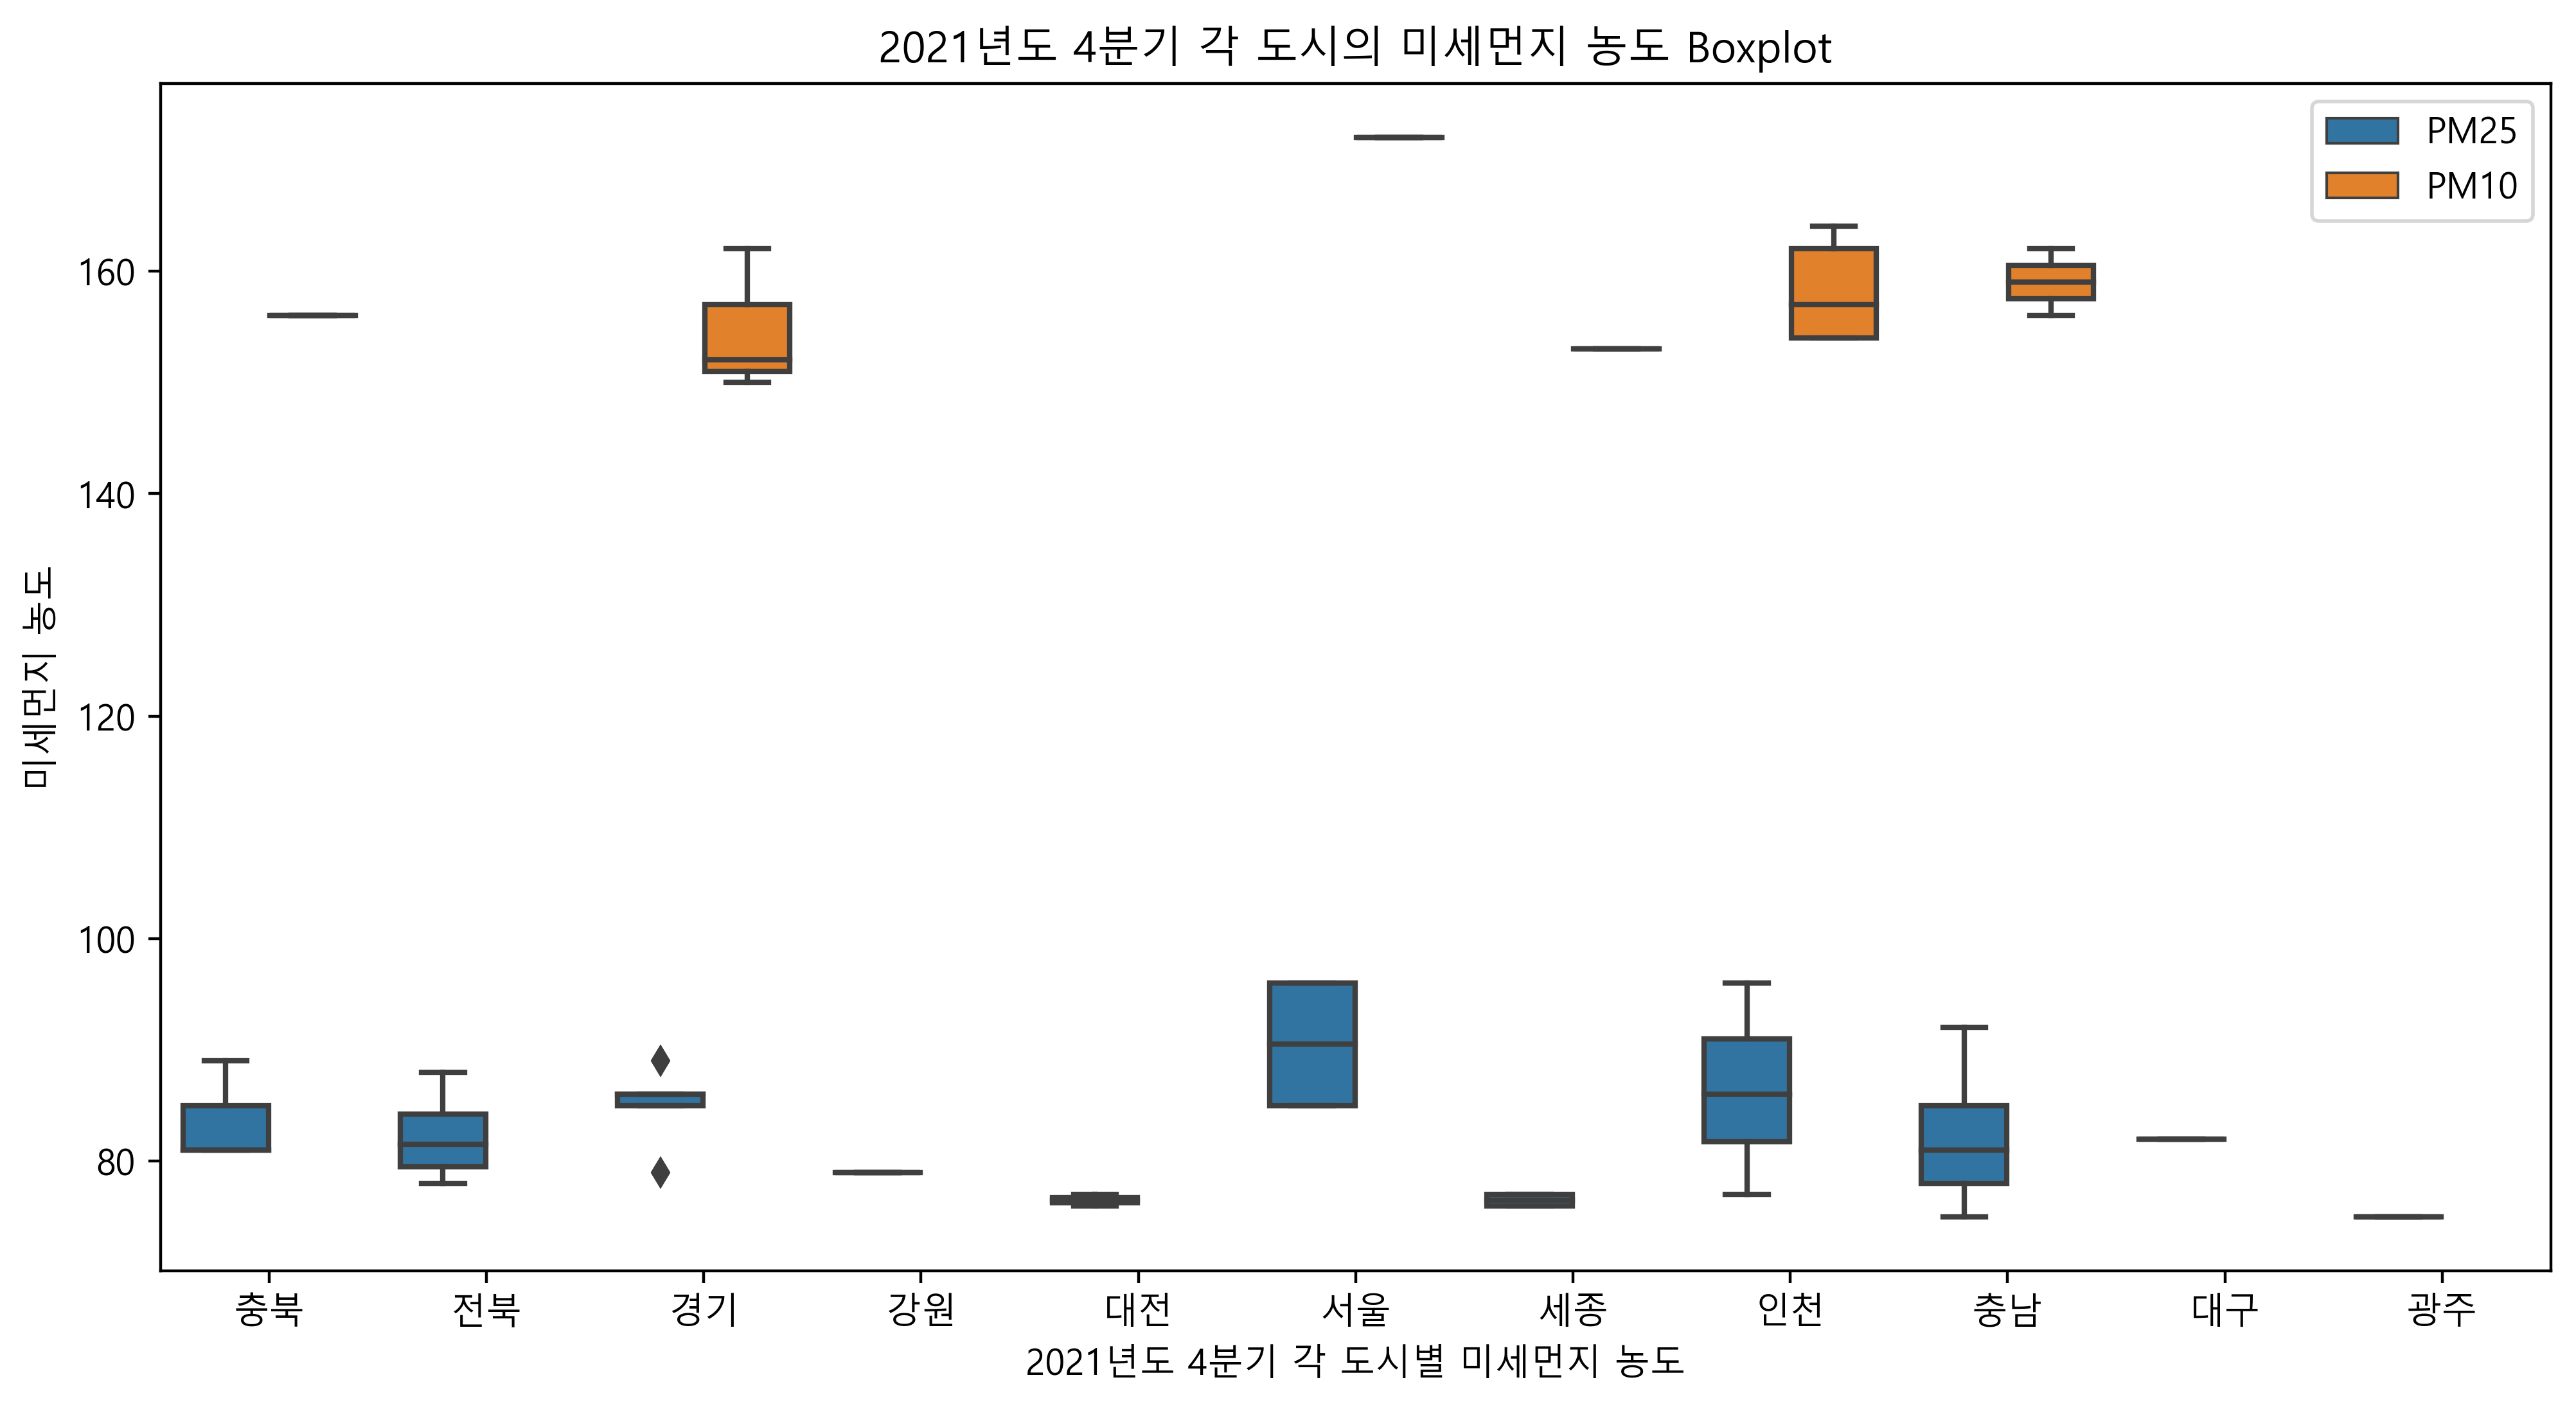 2021년도 4분기 각 도시의 미세먼지 농도 Boxplot
PM25
PM10
미세먼지 농도
160
140
120
100
80
충북 전북 경기 강원 대전 서울 세종 인천 충남 대구 광주
2021년도 4분기 각 도시별 미세먼지 농도